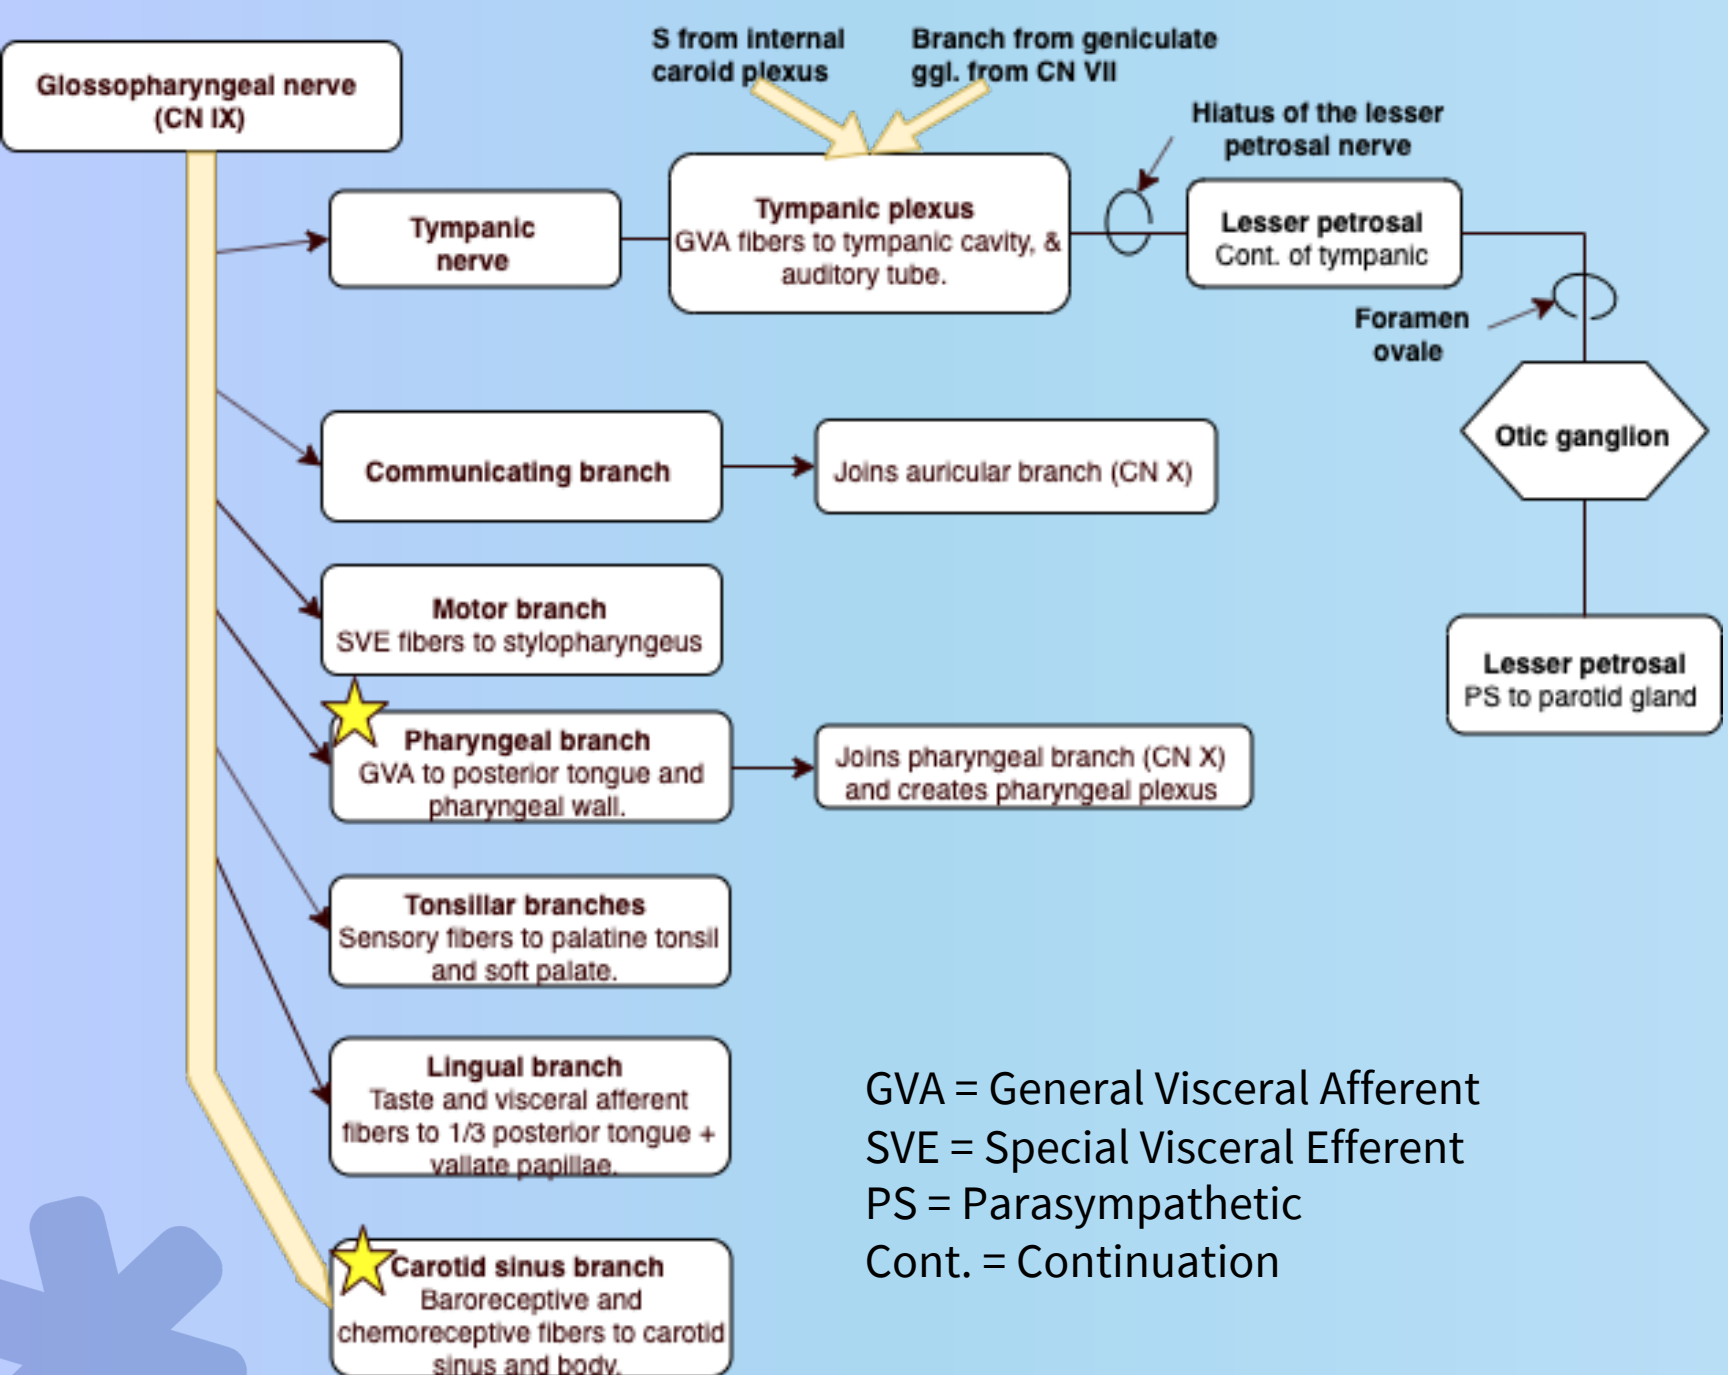 Glossopharyngeal nerve
(CN IX)
S from internal
caroid plexus
Branch from geniculate
ggl. from CN VII
Hiatus of the lesser
petrosal nerve
Tympanic
nerve
Tympanic plexus
GVA fibers to tympanic cavity, &
auditory tube.
Lesser petrosal
Cont. of tympanic
Foramen
ovale
Otic ganglion
Lesser petrosal
PS to parotid gland
Communicating branch
Joins auricular branch (CN X)
Motor branch
SVE fibers to stylopharyngeus
Pharyngeal branch
GVA to posterior tongue and
pharyngeal wall.
Joins pharyngeal branch (CN X)
and creates pharyngeal plexus
Tonsillar branches
Sensory fibers to palatine tonsil
and soft palate.
Lingual branch
Taste and visceral afferent
fibers to 1/3 posterior tongue +
vallate papillae.
Carotid sinus branch
Baroreceptive and
chemoreceptive fibers to carotid
sinus and body.
GVA = General Visceral Afferent
SVE = Special Visceral Efferent
PS = Parasympathetic
Cont. = Continuation